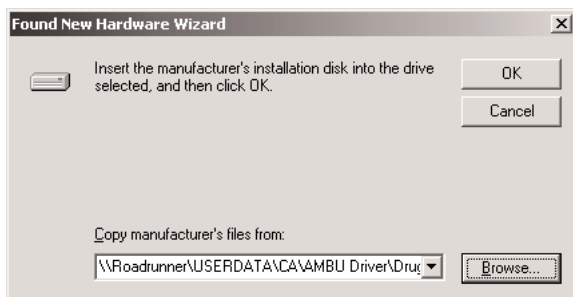 Found New Hardware Wizard
Insert the manufacturer's installation disk into the drive
selected, and then click OK.
OK
Cancel
Copy manufacturer's files from:
\\Roadrunner\USERDATA\CA\AMBU Driver\Drug
Browse...